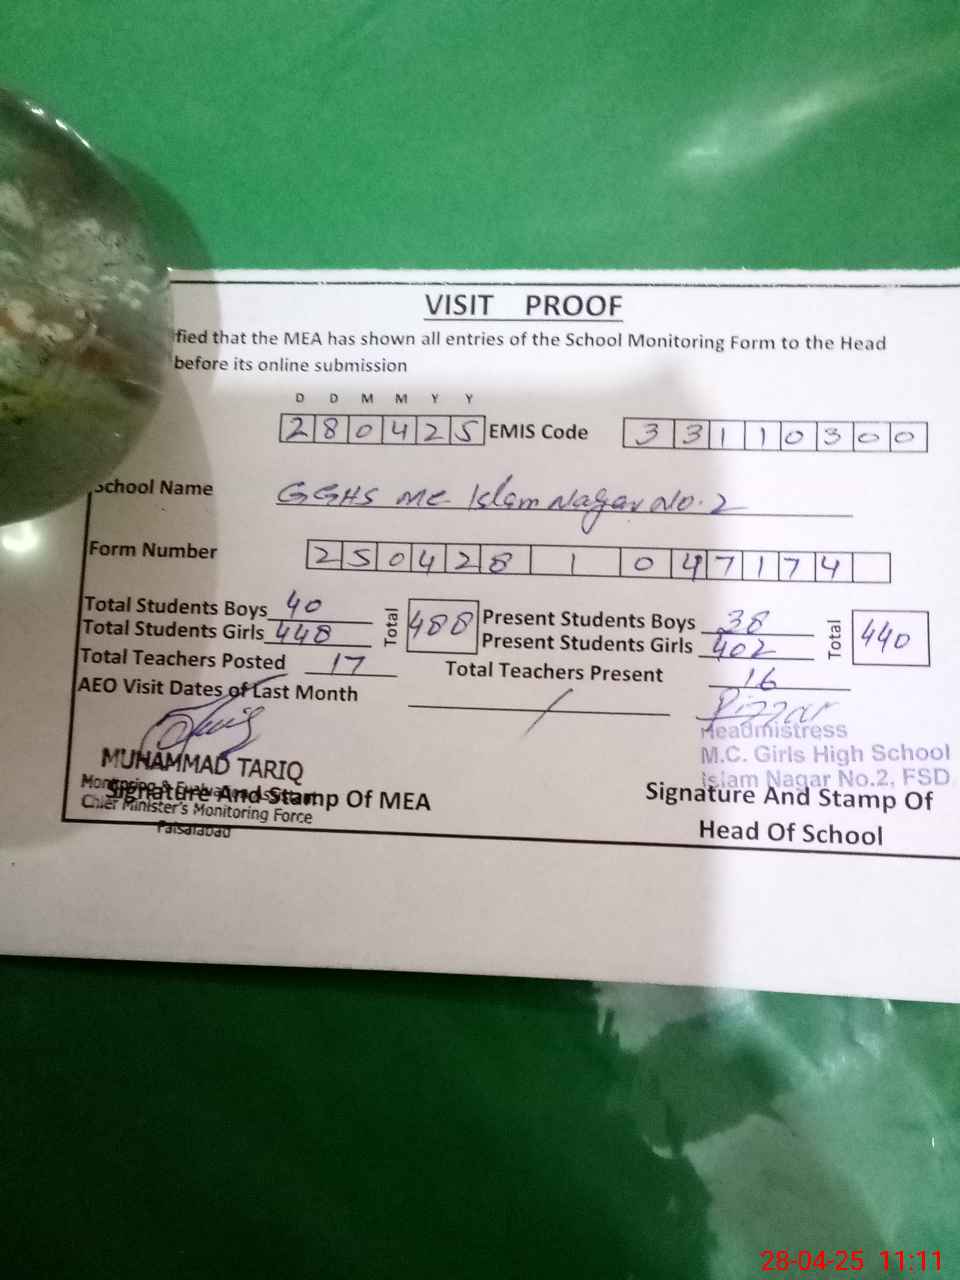 VISIT PROOF
fied that the MEA has shown all entries of the School Monitoring Form to the Head
before its online submission
D D M M Y Y
280425 EMIS Code 33110300
School Name GGHS MC Islam Nagar No.2
Form Number 250428 1 047174
Total Students Boys 40 Total 488 Present Students Boys 38 Total 440
Total Students Girls 448 Present Students Girls 402
Total Teachers Posted 17 Total Teachers Present 16
AEO Visit Dates of Last Month /
Headmistress
M.C. Girls High School
Islam Nagar No.2, FSD
MUHAMMAD TARIQ
Monitoring & Evaluation
Signature And Stamp Of MEA
Chief Minister's Monitoring Force
Faisalabad
Signature And Stamp Of
Head Of School
28-04-25 11:11